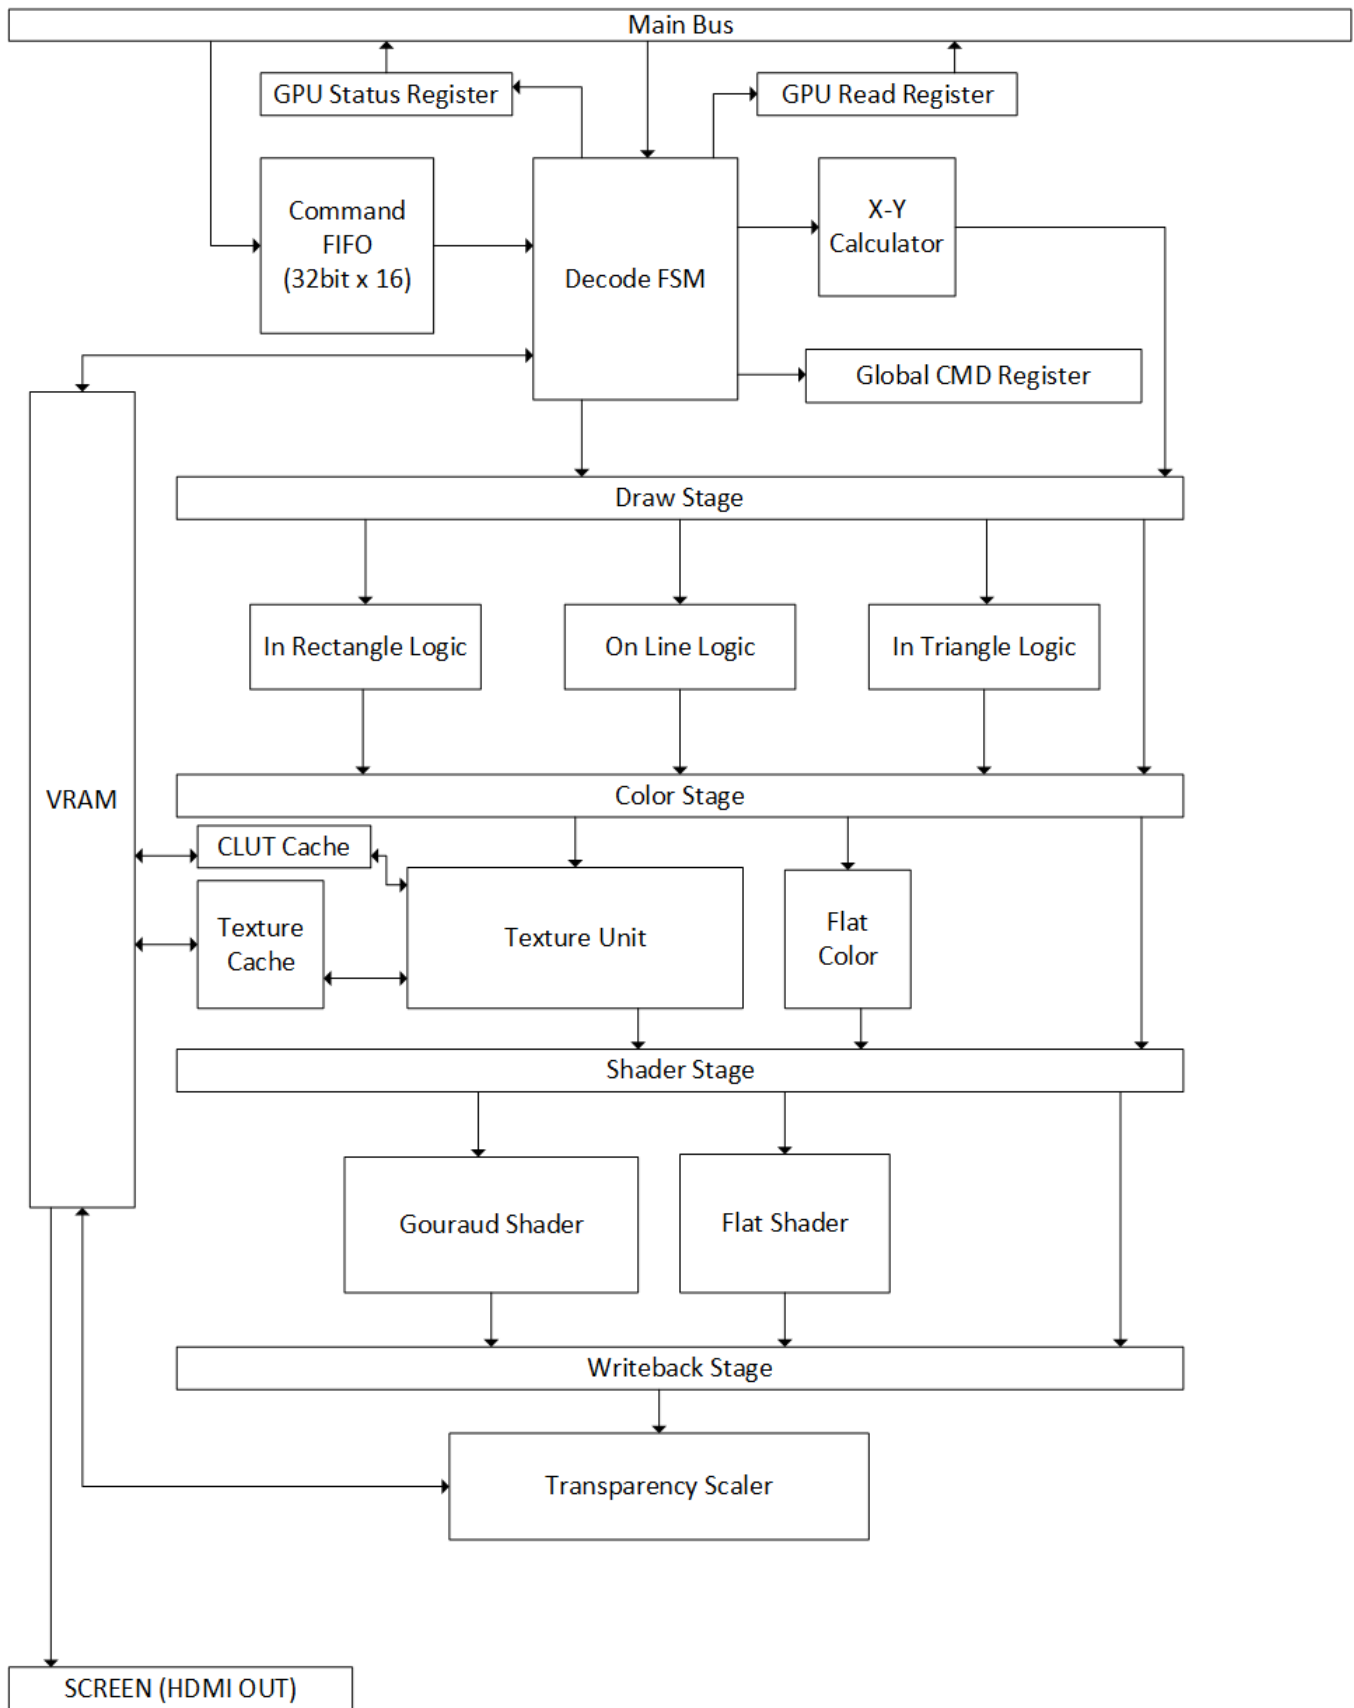 Main Bus
GPU Status Register
GPU Read Register
Command
FIFO
(32bit x 16)
Decode FSM
X-Y
Calculator
Global CMD Register
Draw Stage
In Rectangle Logic
On Line Logic
In Triangle Logic
VRAM
Color Stage
CLUT Cache
Texture
Cache
Texture Unit
Flat
Color
Shader Stage
Gouraud Shader
Flat Shader
Writeback Stage
Transparency Scaler
SCREEN (HDMI OUT)